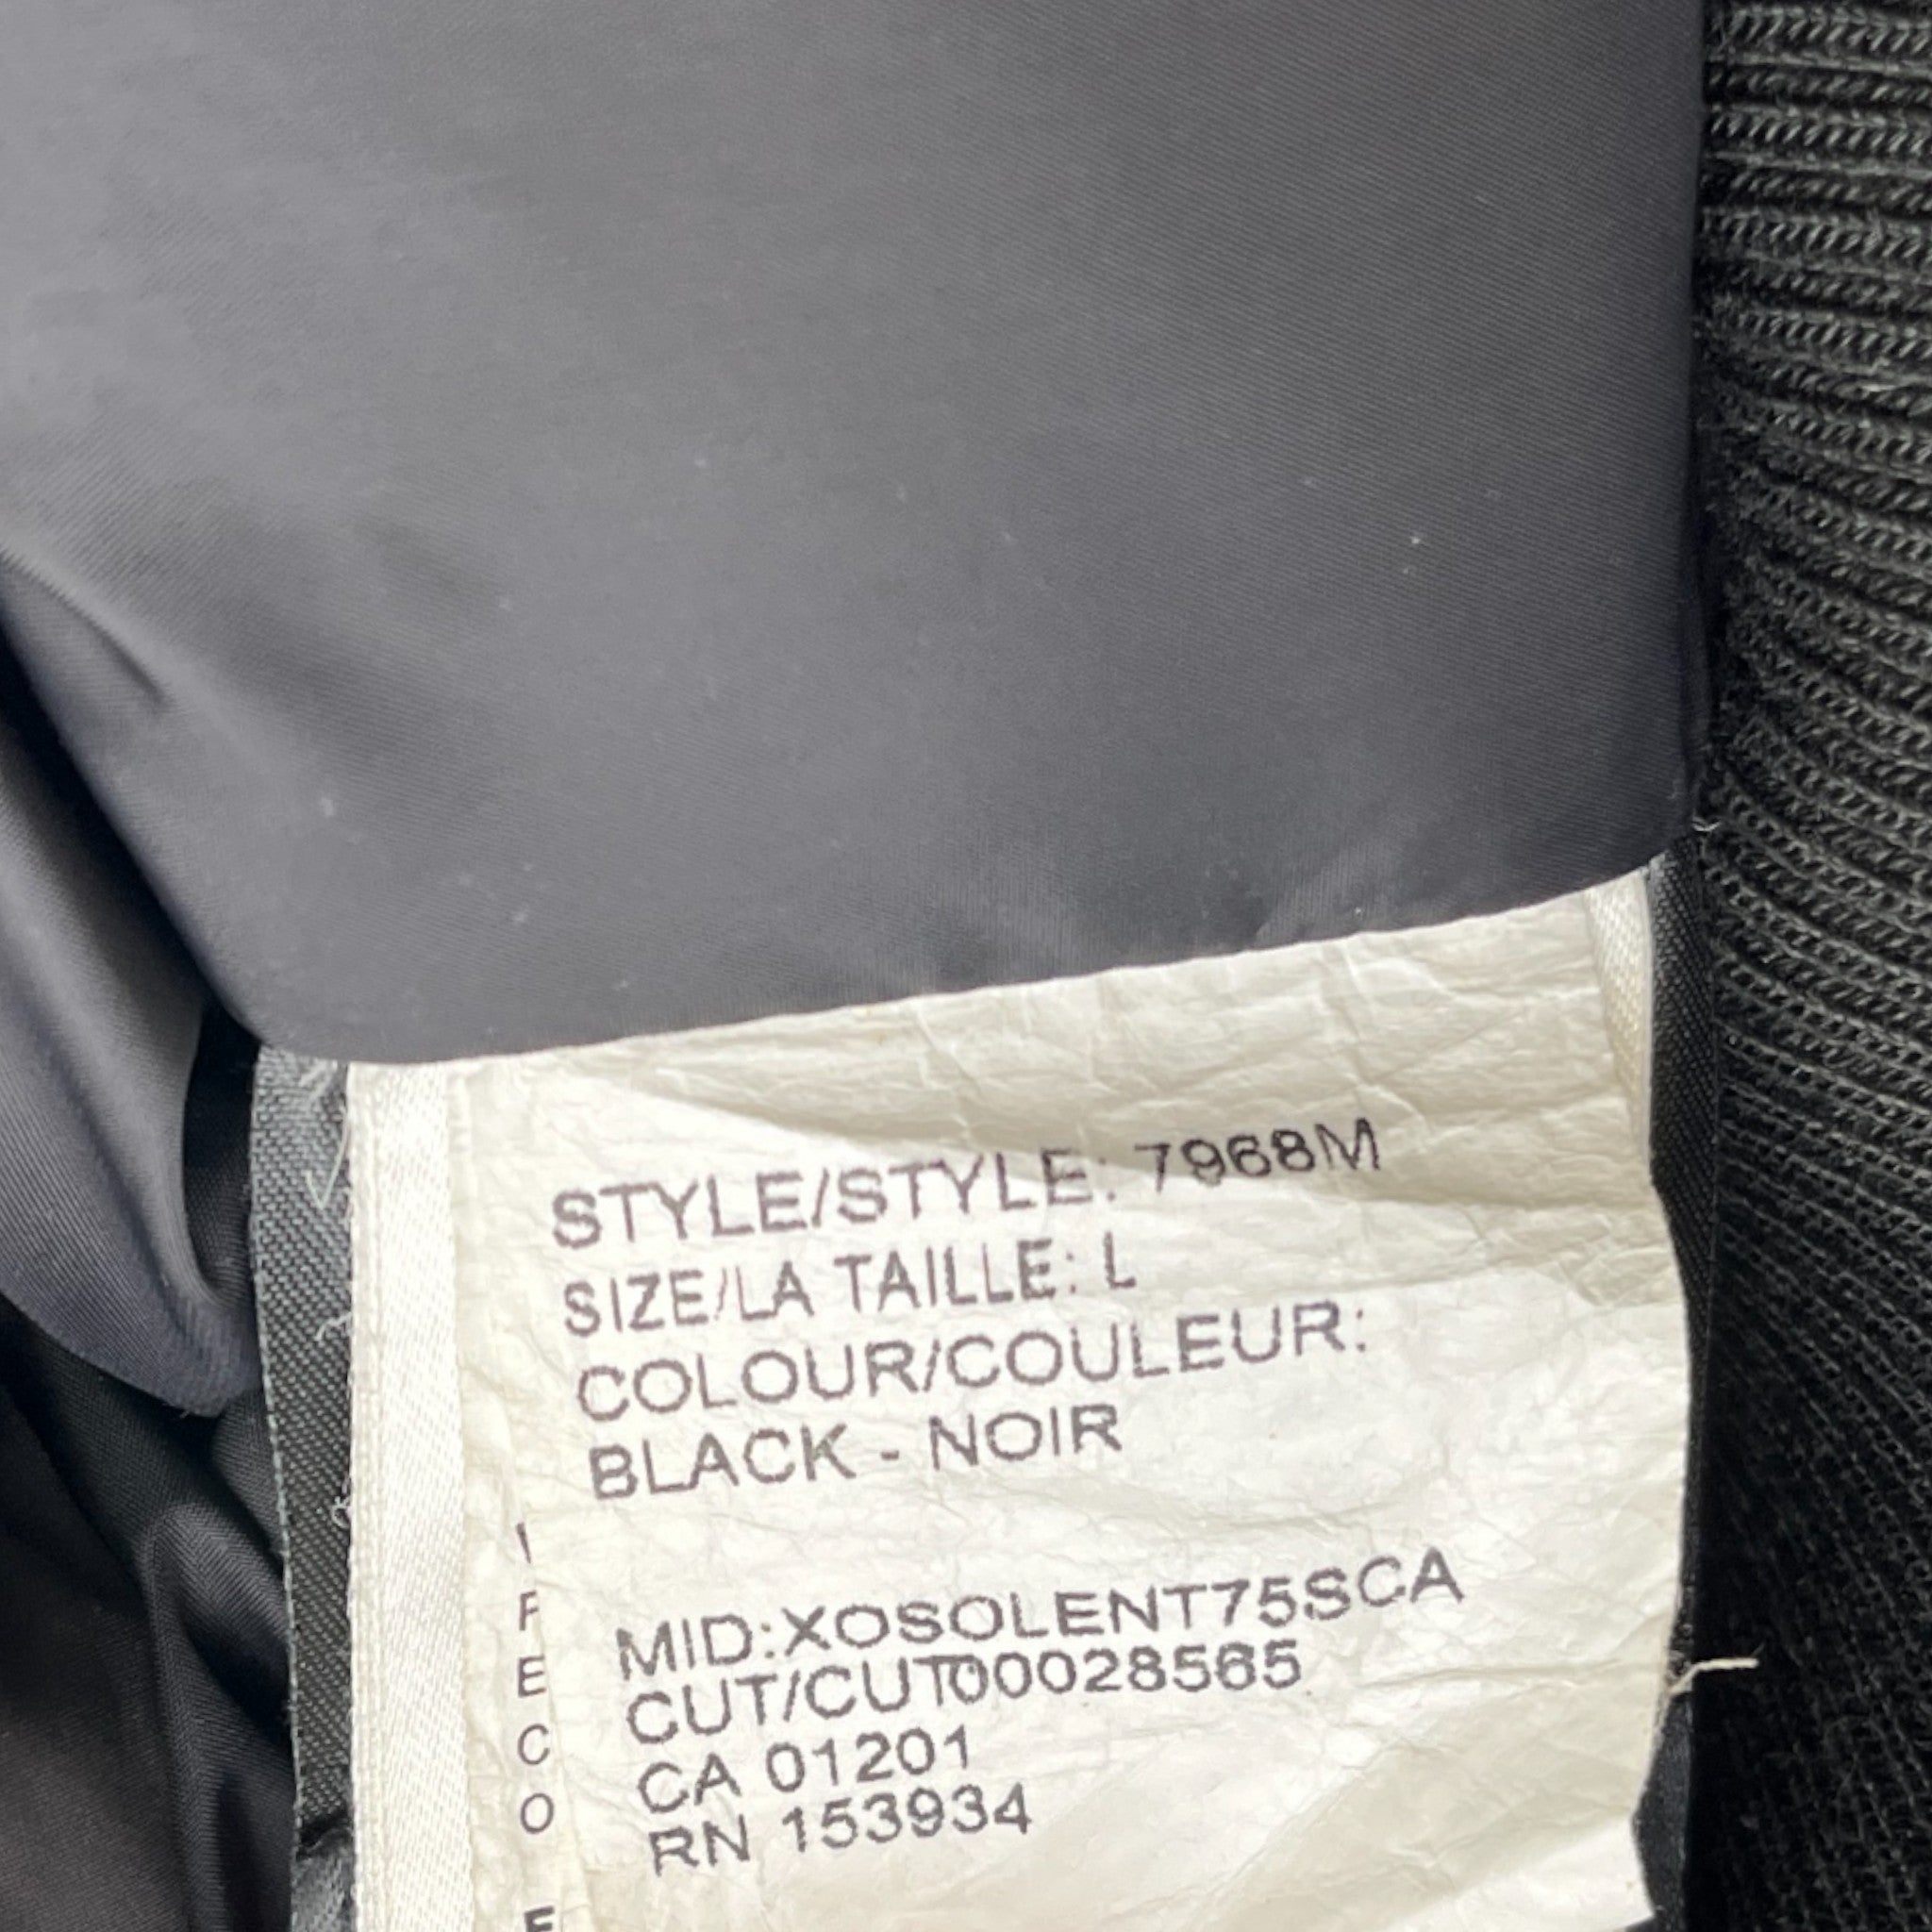 STYLE/STYLE: 7968M
SIZE/LA TAILLE: L
COLOUR/COULEUR:
BLACK - NOIR
MID:XOSOLENT75SCA
CUT/CUT00028565
CA 01201
RN 153934
I
F
E
C
O